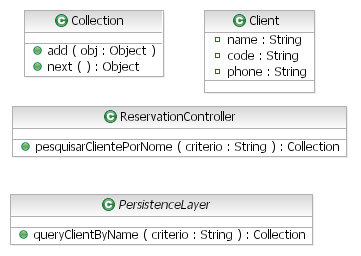 Collection
add ( obj : Object )
next ( ) : Object
Client
name : String
code : String
phone : String
ReservationController
pesquisarClientePorNome ( criterio : String ) : Collection
PersistenceLayer
queryClientByName ( criterio : String ) : Collection